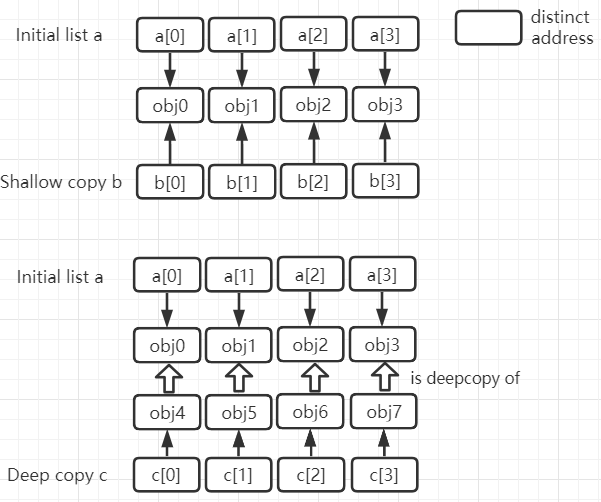 Initial list a a[0] a[1] a[2] a[3] distinct
address
obj0 obj1 obj2 obj3
Shallow copy b b[0] b[1] b[2] b[3]
Initial list a a[0] a[1] a[2] a[3]
obj0 obj1 obj2 obj3
is deepcopy of
obj4 obj5 obj6 obj7
Deep copy c c[0] c[1] c[2] c[3]